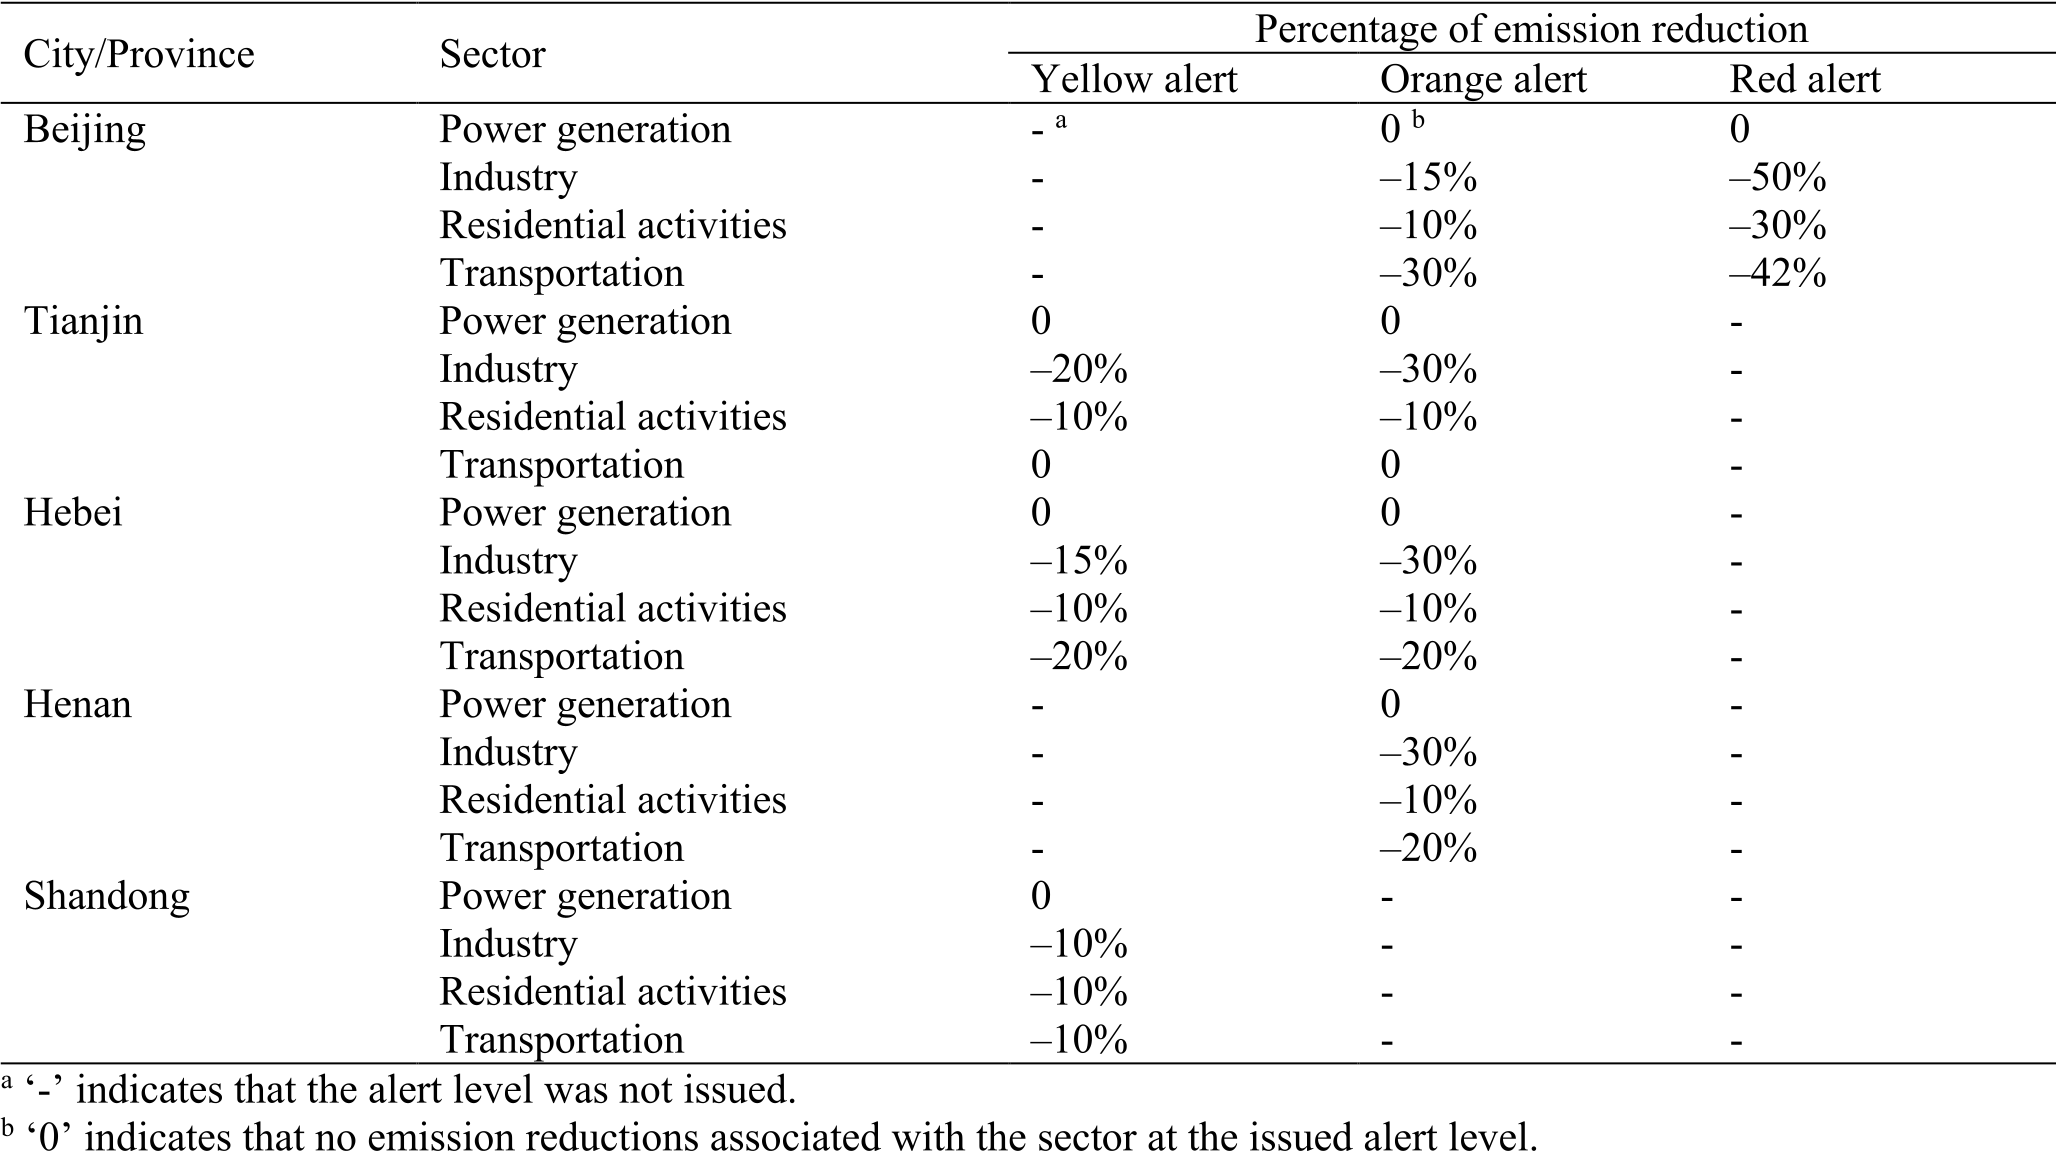 City/Province Sector Percentage of emission reduction
Yellow alert Orange alert Red alert
Beijing Power generation - a 0 b 0
Industry - –15% –50%
Residential activities - –10% –30%
Transportation - –30% –42%
Tianjin Power generation 0 0 -
Industry –20% –30% -
Residential activities –10% –10% -
Transportation 0 0 -
Hebei Power generation 0 0 -
Industry –15% –30% -
Residential activities –10% –10% -
Transportation –20% –20% -
Henan Power generation - 0 -
Industry - –30% -
Residential activities - –10% -
Transportation - –20% -
Shandong Power generation 0 - -
Industry –10% - -
Residential activities –10% - -
Transportation –10% - -
a ‘-’ indicates that the alert level was not issued.
b ‘0’ indicates that no emission reductions associated with the sector at the issued alert level.